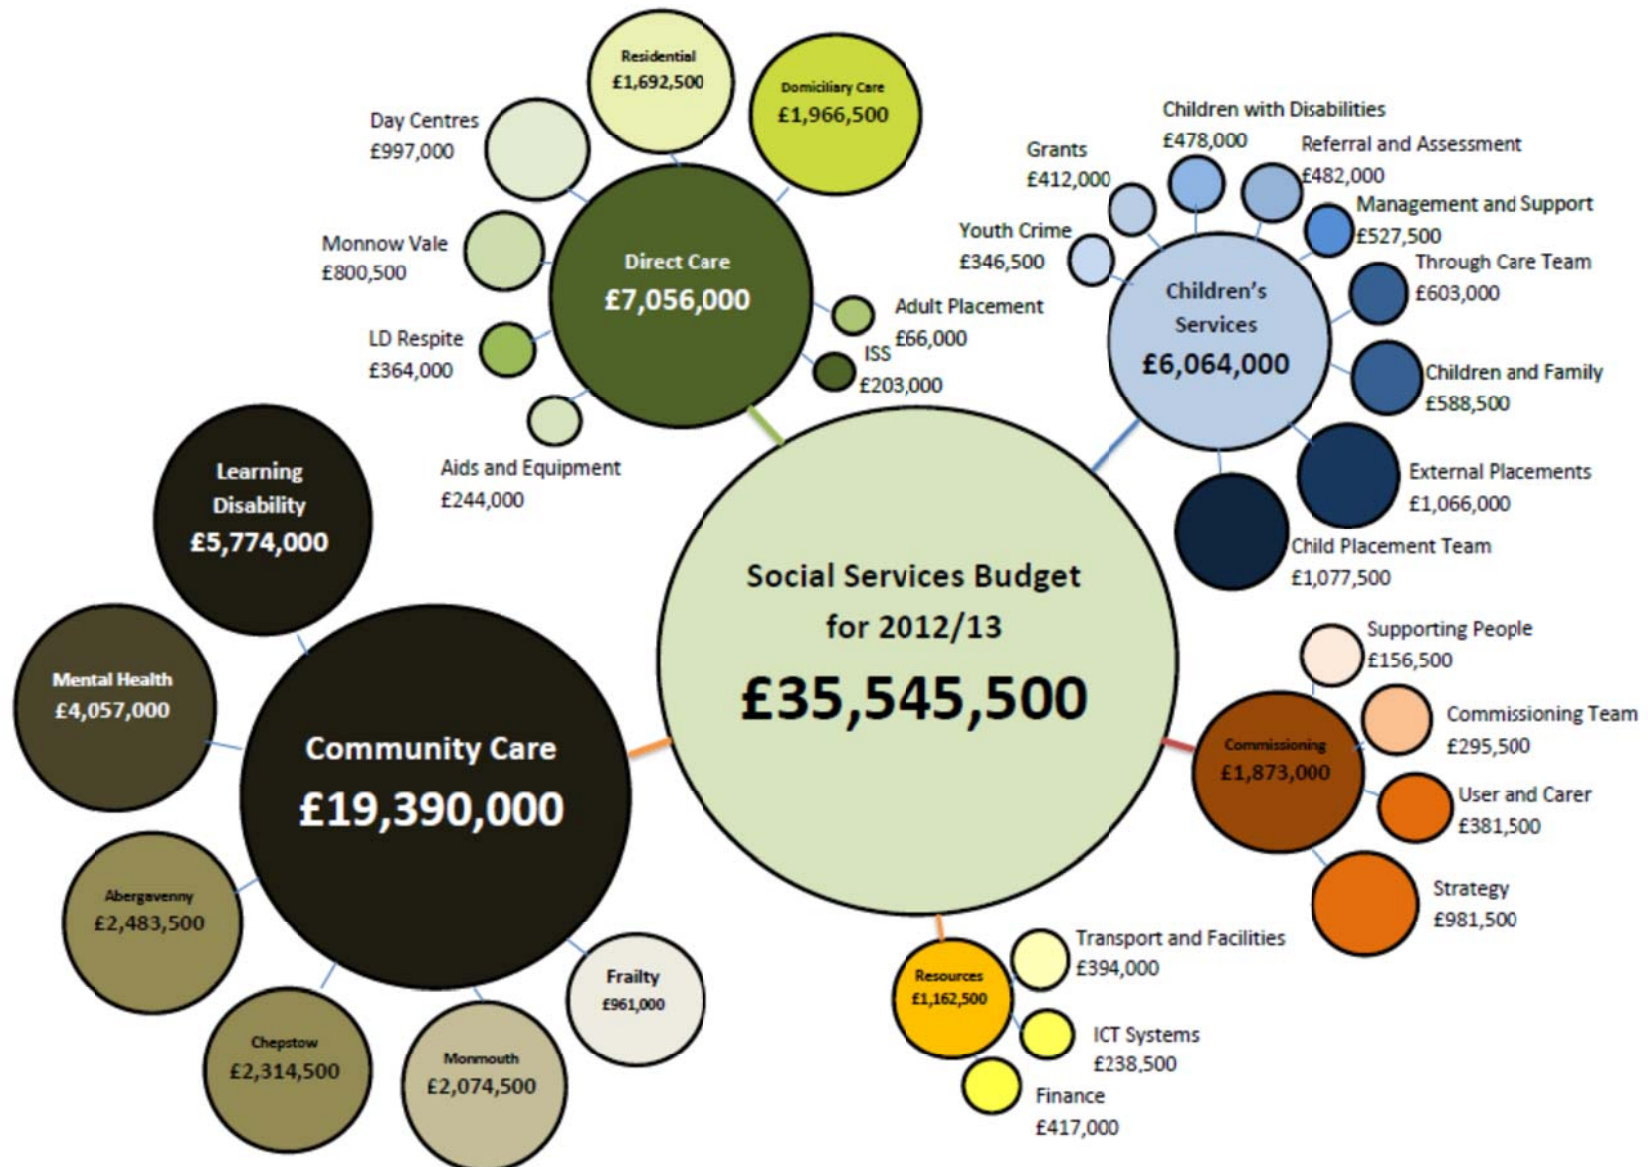 Residential
£1,692,500
Domiciliary Care
£1,966,500
Day Centres
£997,000
Monnow Vale
£800,500
LD Respite
£364,000
Aids and Equipment
£244,000
Direct Care
£7,056,000
Adult Placement
£66,000
ISS
£203,000
Children with Disabilities
£478,000
Referral and Assessment
£482,000
Grants
£412,000
Management and Support
£527,500
Youth Crime
£346,500
Through Care Team
£603,000
Children's
Services
£6,064,000
Children and Family
£588,500
External Placements
£1,066,000
Child Placement Team
£1,077,500
Social Services Budget
for 2012/13
£35,545,500
Learning
Disability
£5,774,000
Mental Health
£4,057,000
Community Care
£19,390,000
Abergavenny
£2,483,500
Chepstow
£2,314,500
Monmouth
£2,074,500
Frailty
£961,000
Supporting People
£156,500
Commissioning Team
£295,500
Commissioning
£1,873,000
User and Carer
£381,500
Strategy
£981,500
Resources
£1,162,500
Transport and Facilities
£394,000
ICT Systems
£238,500
Finance
£417,000